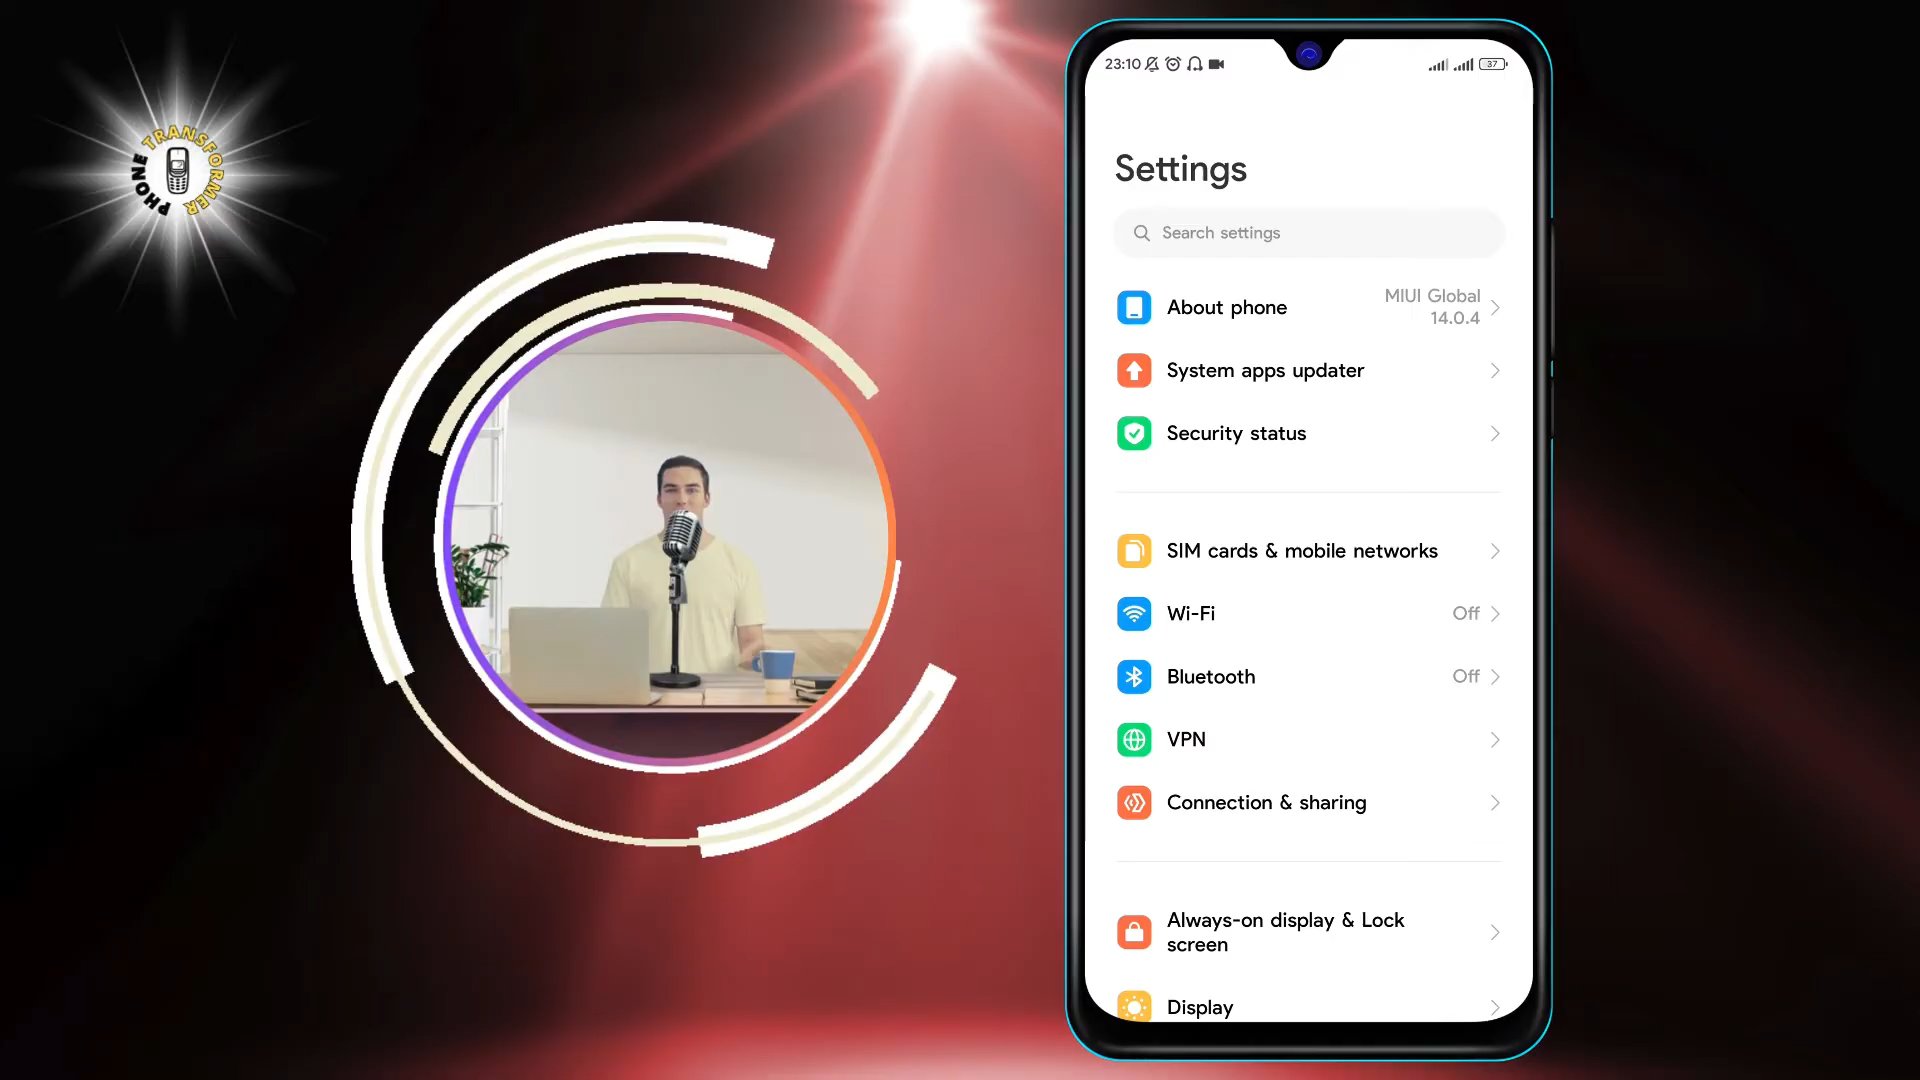 PHONE TRANSFORMER
23:10
37
Settings
Search settings
About phone
MIUI Global
14.0.4
System apps updater
Security status
SIM cards & mobile networks
Wi-Fi
Off
Bluetooth
Off
VPN
Connection & sharing
Always-on display & Lock
screen
Display